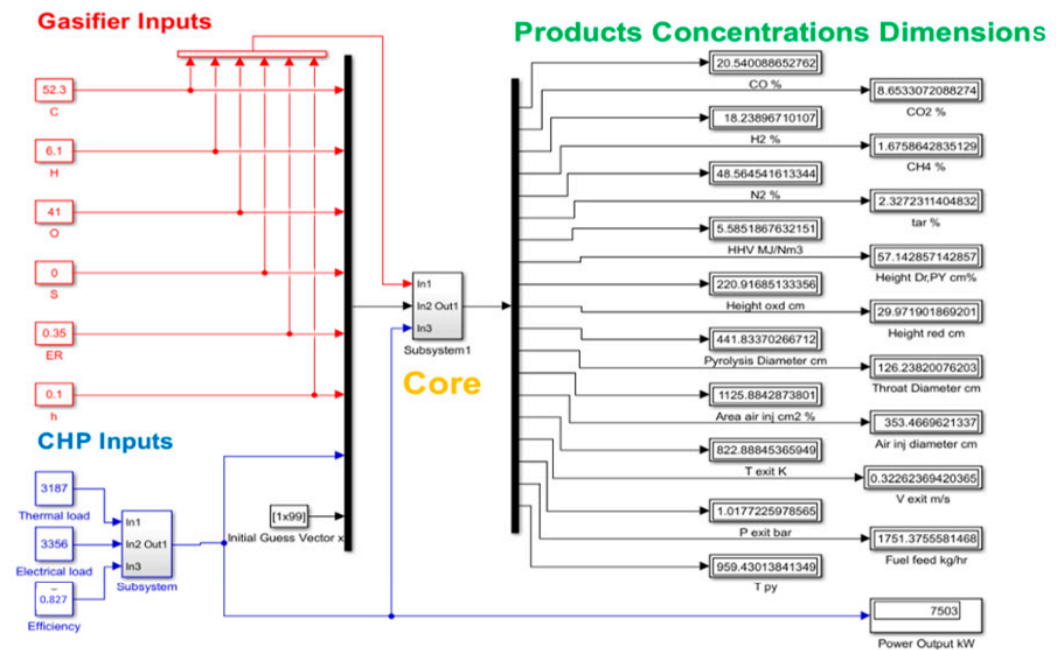 Gasifier Inputs
Products Concentrations Dimensions
52.3
C
6.1
H
41
O
0
S
0.35
ER
0.1
h
CHP Inputs
3187
Thermal load
3356
Electrical load
0.827
Efficiency
In1
In2 Out1
In3
Subsystem
[1x99]
Initial Guess Vector x
In1
In2 Out1
In3
Subsystem1
Core
20.540088652762
CO %
8.6533072088274
CO2 %
18.23896710107
H2 %
1.6758642835129
CH4 %
48.564541613344
N2 %
2.3272311404832
tar %
5.5851867632151
HHV MJ/Nm3
57.142857142857
Height Dr,PY cm%
220.91685133356
Height oxd cm
29.971901869201
Height red cm
441.83370266712
Pyrolysis Diameter cm
126.23820076203
Throat Diameter cm
1125.8842873801
Area air inj cm2 %
353.4669621337
Air inj diameter cm
822.88845365949
T exit K
0.32262369420365
V exit m/s
1.0177225978565
P exit bar
1751.3755581468
Fuel feed kg/hr
959.43013841349
T py
7503
Power Output kW